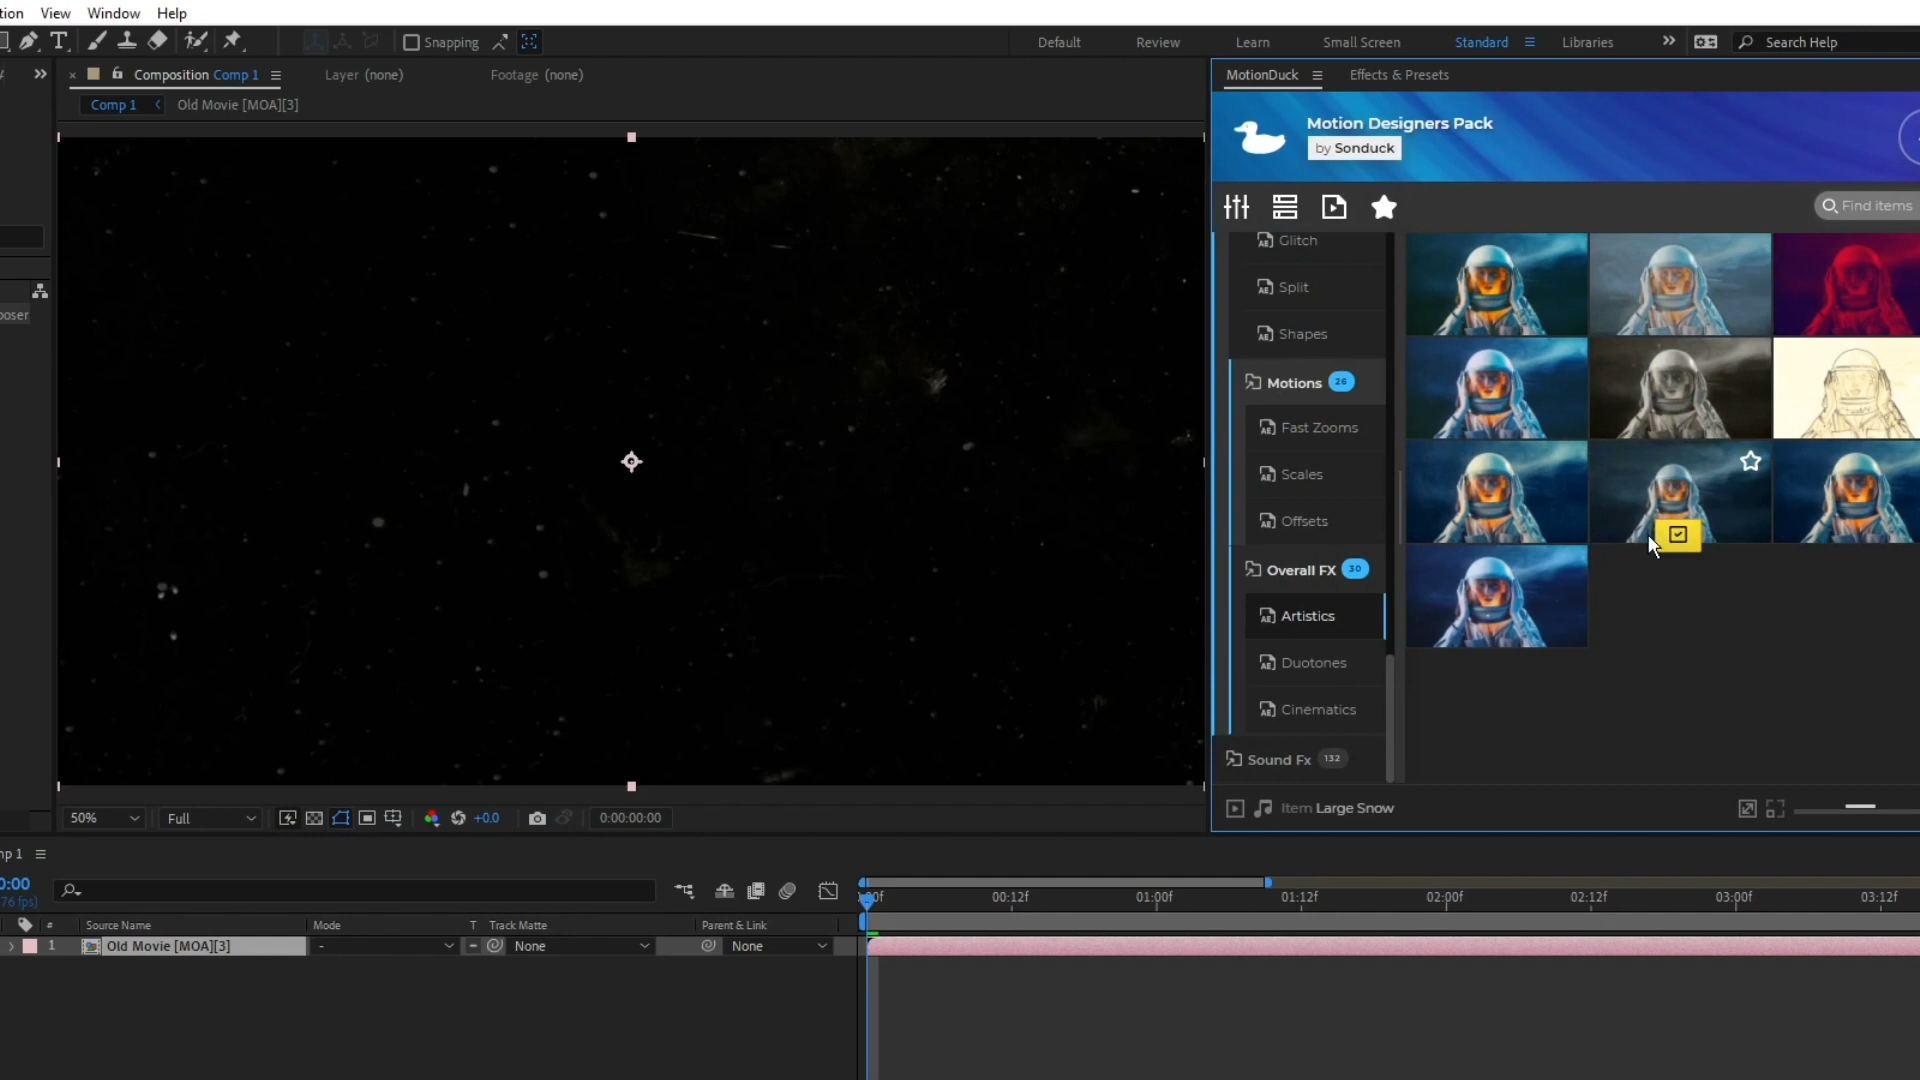 tion View Window Help
T Snapping Default Review Learn Small Screen Standard Libraries Search Help
Composition Comp 1 Layer (none) Footage (none) MotionDuck Effects & Presets
Comp 1 Old Movie [MOA][3]
Motion Designers Pack
by Sonduck
Find items
Glitch
Split
poser
Shapes
Motions 26
Fast Zooms
Scales
Offsets
Overall FX 30
Artistics
Duotones
Cinematics
Sound Fx 132
Item Large Snow
50% Full +0.0 0:00:00:00
mp 1
0:00
76 fps)
00:12f 01:00f 01:12f 02:00f 02:12f 03:00f 03:12f
# Source Name Mode T Track Matte Parent & Link
1 Old Movie [MOA][3] - None None